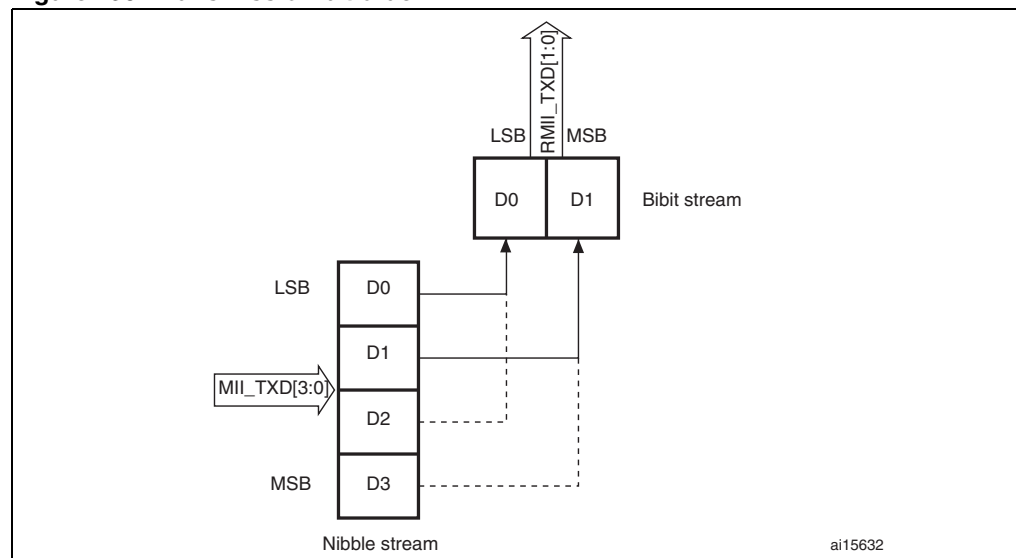 RMII_TXD[1:0]
LSB MSB
D0 D1 Bibit stream
LSB D0
D1
MII_TXD[3:0]
D2
MSB D3
Nibble stream
ai15632